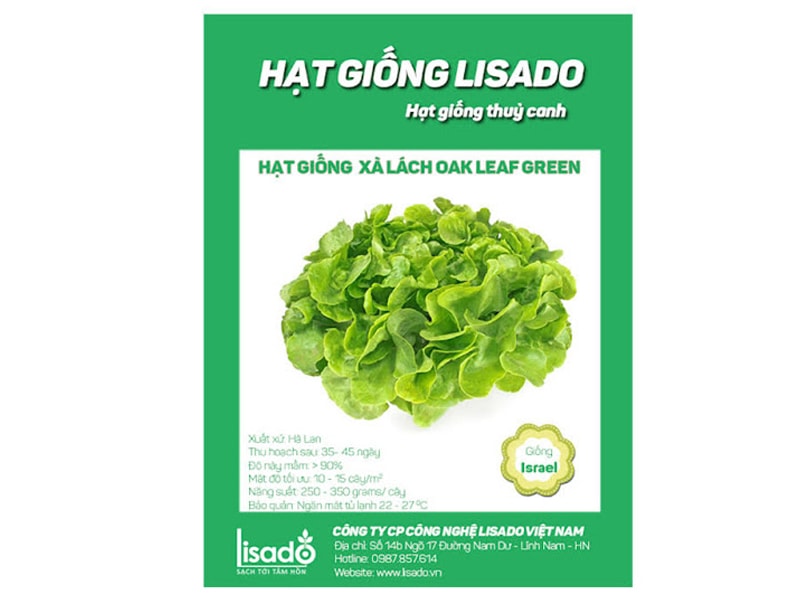 HẠT GIỐNG LISADO
Hạt giống thuỷ canh
HẠT GIỐNG XÀ LÁCH OAK LEAF GREEN
Xuất xứ: Hà Lan
Thu hoạch sau: 35- 45 ngày
Độ nảy mầm: > 90%
Mật độ tối ưu: 10 - 15 cây/m²
Năng suất: 250 - 350 grams/ cây
Bảo quản: Ngăn mát tủ lạnh 22 - 27 ⁰C
Giống
Israel
Lisado
SẠCH TỚI TÂM HỒN
CÔNG TY CP CÔNG NGHỆ LISADO VIỆT NAM
Địa chỉ: Số 14b Ngõ 17 Đường Nam Dư - Lĩnh Nam - HN
Hotline: 0987.857.614
Website: www.lisado.vn